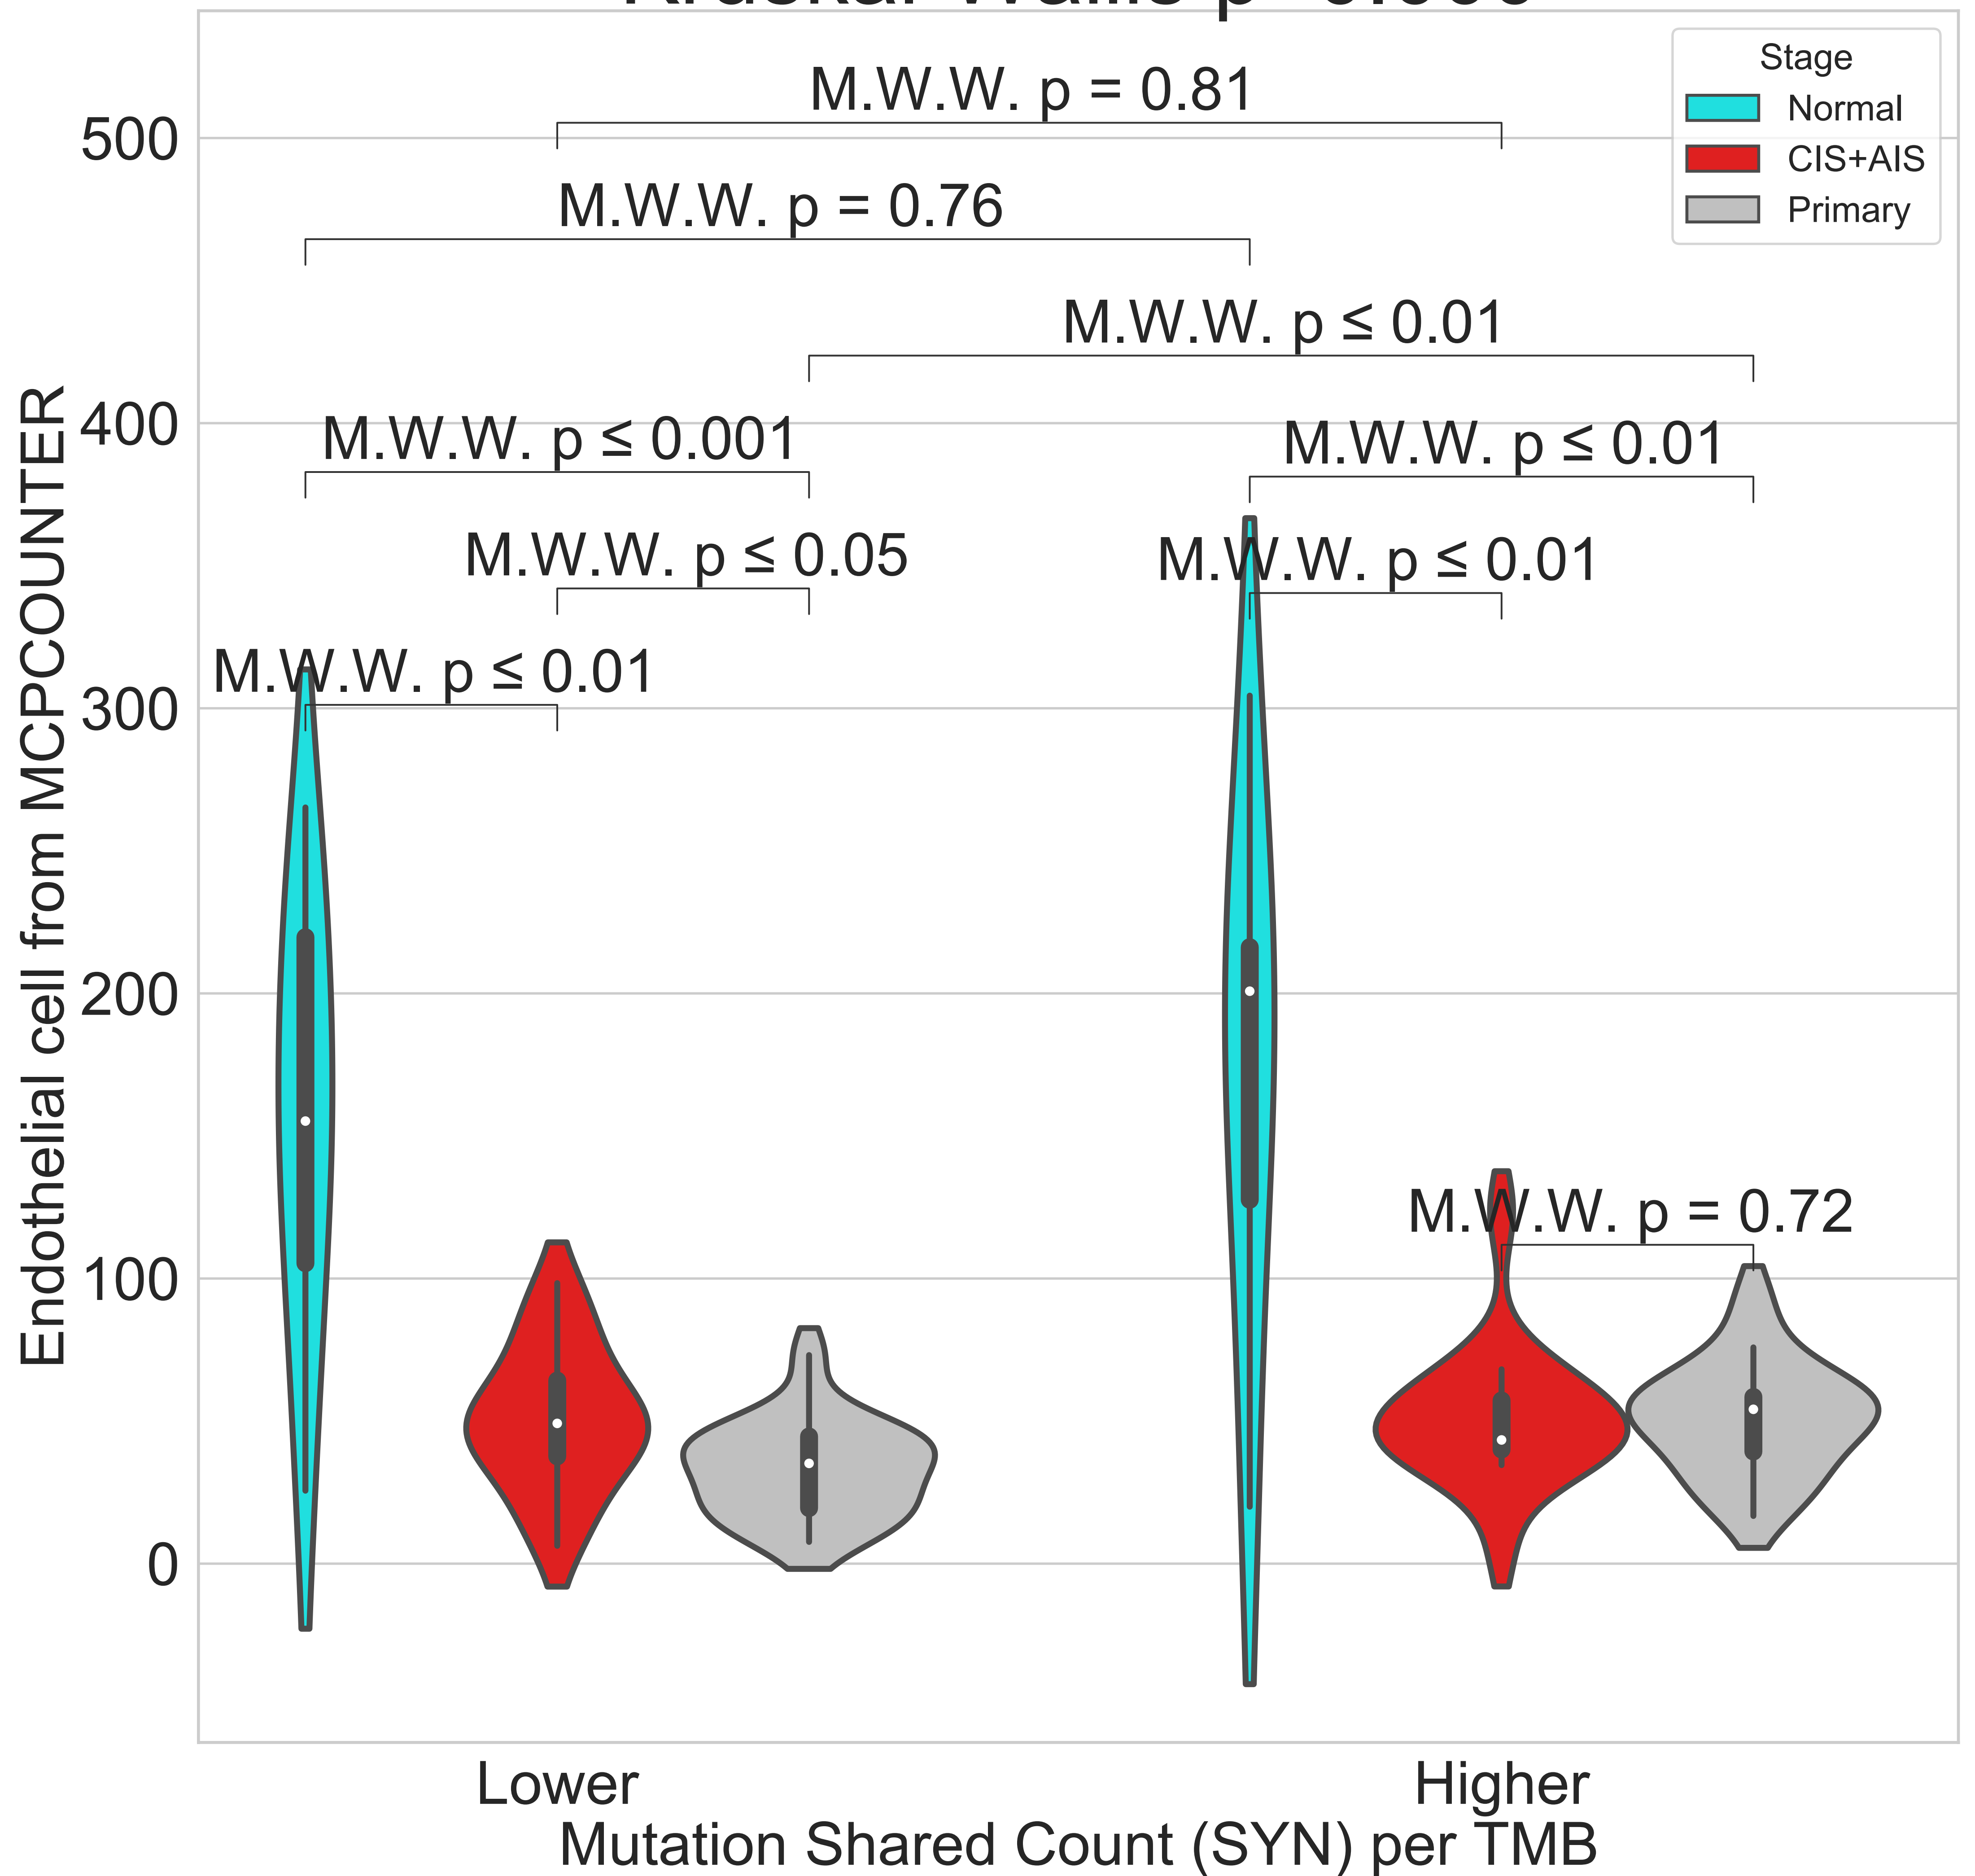 Stage
Normal
CIS+AIS
Primary
M.W.W. p = 0.81
M.W.W. p = 0.76
M.W.W. p ≤ 0.01
M.W.W. p ≤ 0.001
M.W.W. p ≤ 0.01
M.W.W. p ≤ 0.05
M.W.W. p ≤ 0.01
M.W.W. p ≤ 0.01
M.W.W. p = 0.72
Endothelial cell from MCPCOUNTER
500
400
300
200
100
0
Lower
Higher
Mutation Shared Count (SYN) per TMB